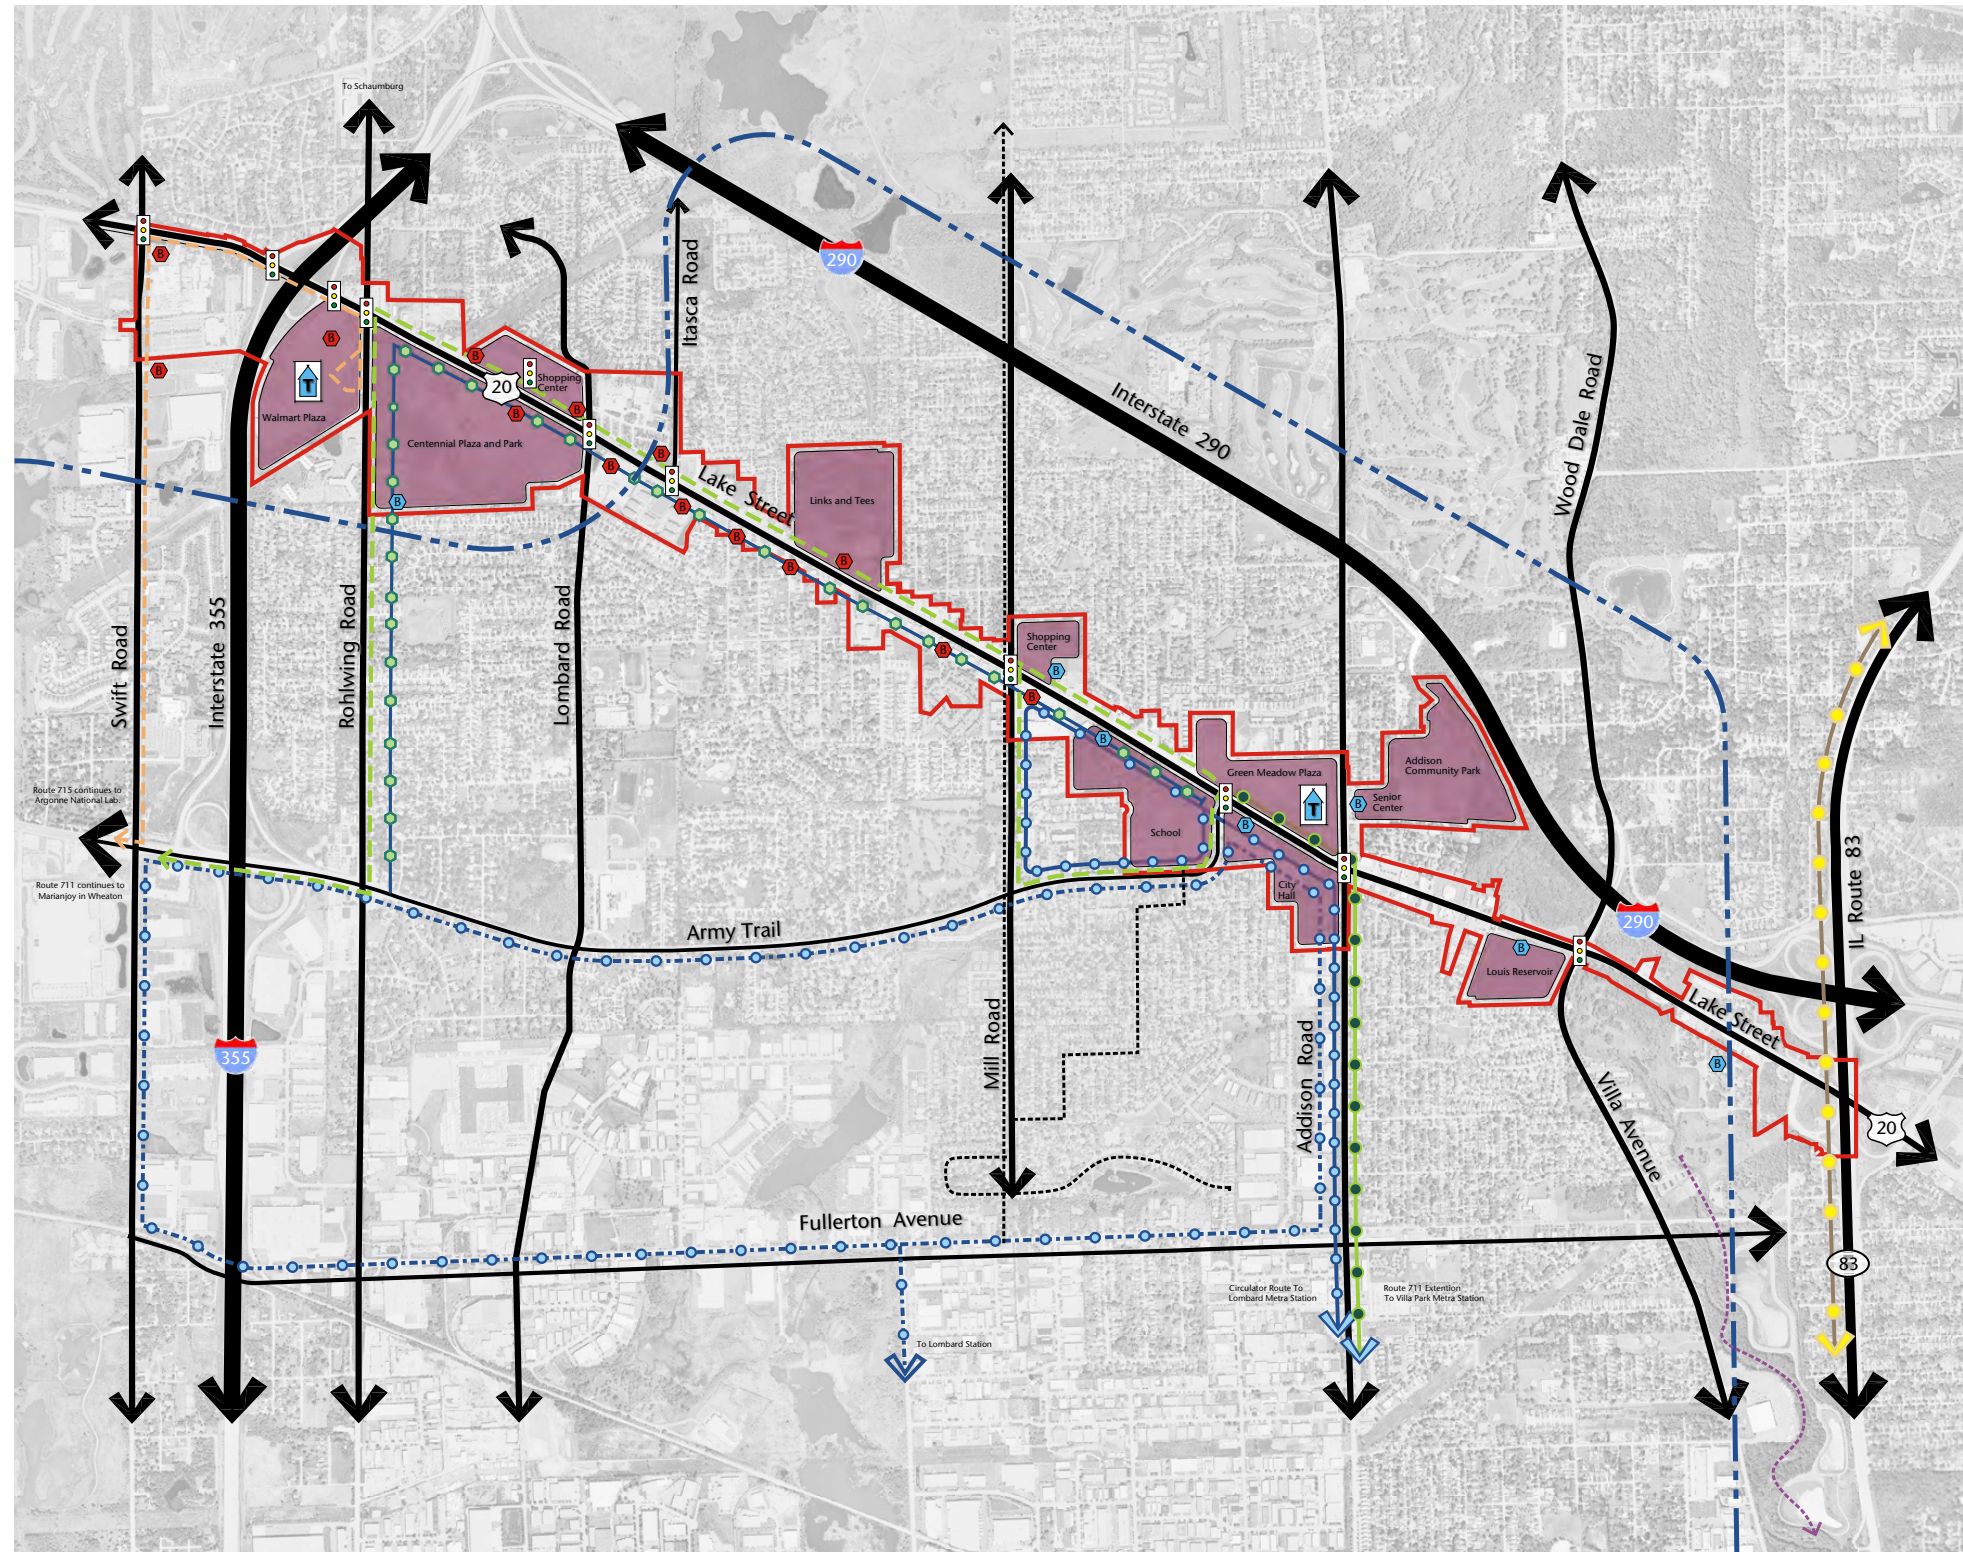 To Schaumburg
B
Itasca Road
290
B
B
T
B
20
Shopping
Center
B
B
Walmart Plaza
Centennial Plaza and Park
Interstate 290
Wood Dale Road
B
B
B
B
Lake Street
Links and Tees
B
B
B
B
Swift Road
Interstate 355
Rohlwing Road
Lombard Road
Shopping
Center
B
B
B
B
Green Meadow Plaza
Addison
Community Park
Route 715 continues to
Argonne National Lab.
T
B
Senior
Center
B
School
IL Route 83
Route 711 continues to
Marianjoy in Wheaton
City
Hall
Army Trail
290
B
Louis Reservoir
Lake Street
355
Mill Road
Addison Road
B
Villa Avenue
20
Fullerton Avenue
83
Circulator Route To
Lombard Metra Station
Route 711 Extention
To Villa Park Metra Station
To Lombard Station